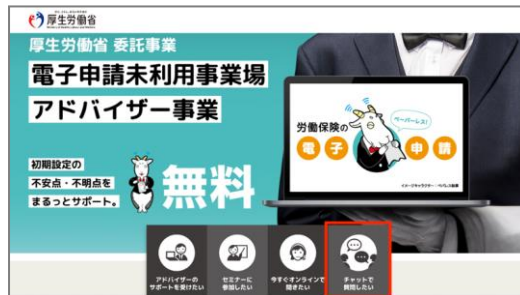 厚生労働省
厚生労働省 委託事業
電子申請未利用事業場
アドバイザー事業
初期設定の
不安点・不明点を
まるっとサポート。
無料
ペーパーレス!
労働保険の
電子申請
アドバイザーの
サポートを受けたい
セミナーに
参加したい
今すぐオンラインで
聞きたい
チャットで
質問したい